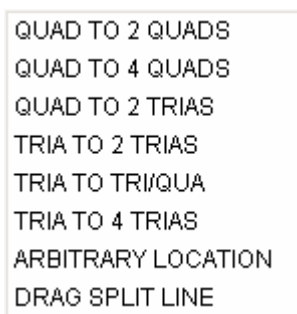 QUAD TO 2 QUADS
QUAD TO 4 QUADS
QUAD TO 2 TRIAS
TRIA TO 2 TRIAS
TRIA TO TRI/QUA
TRIA TO 4 TRIAS
ARBITRARY LOCATION
DRAG SPLIT LINE